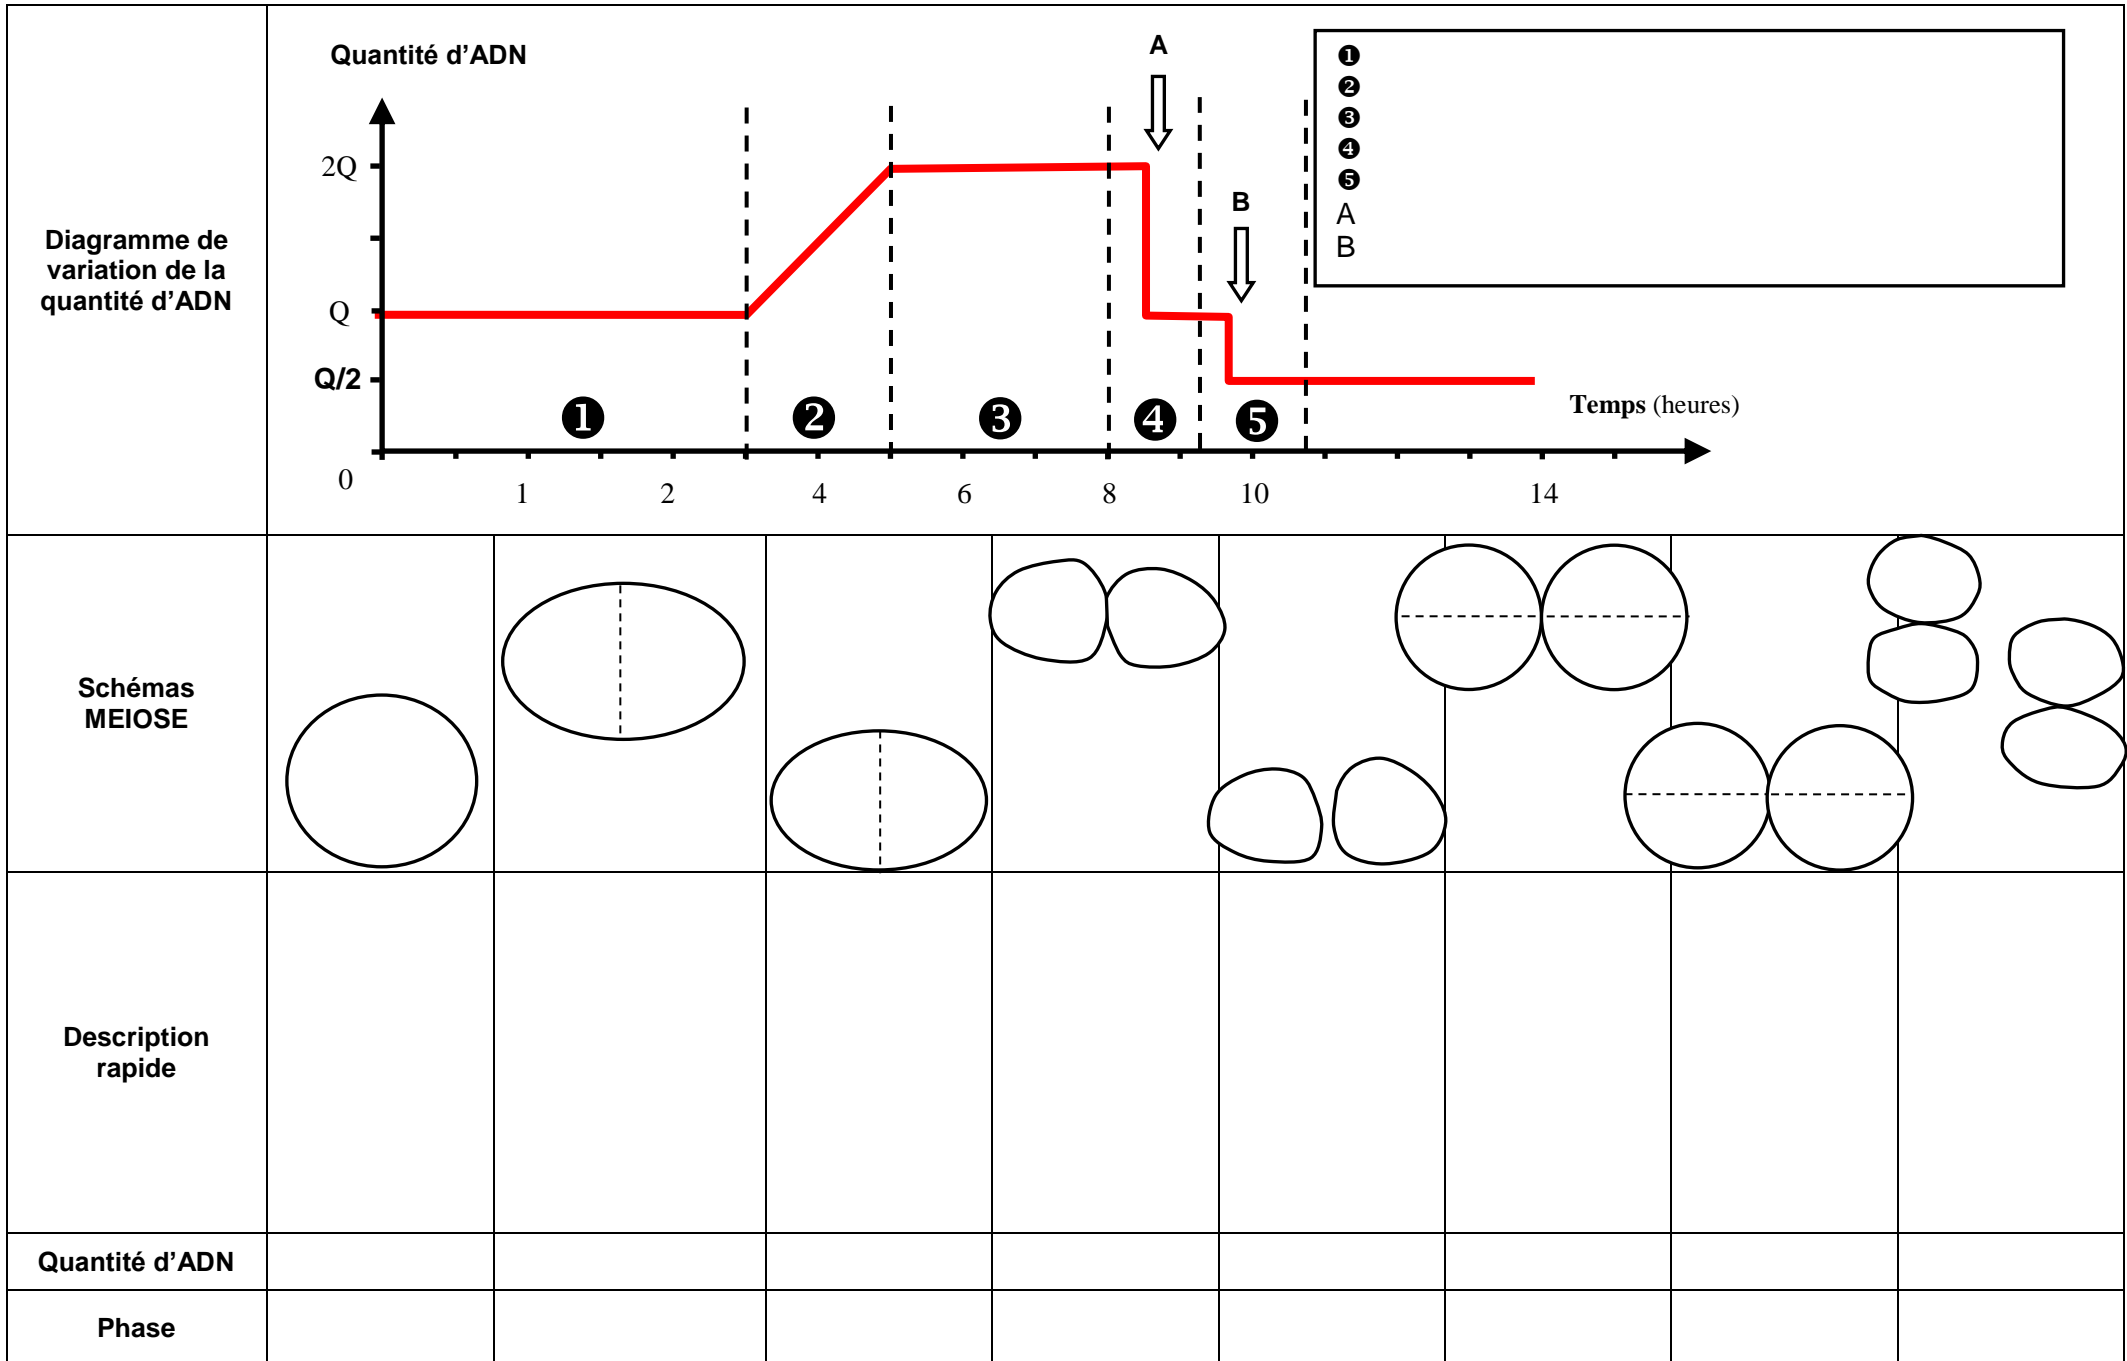 Diagramme de
variation de la
quantité d'ADN
Quantité d'ADN
2Q
Q
Q/2
0
1
2
4
6
8
10
14
Temps (heures)
A
B
❶
❷
❸
❹
❺
❶
❷
❸
❹
❺
A
B
Schémas
MEIOSE
Description
rapide
Quantité d'ADN
Phase